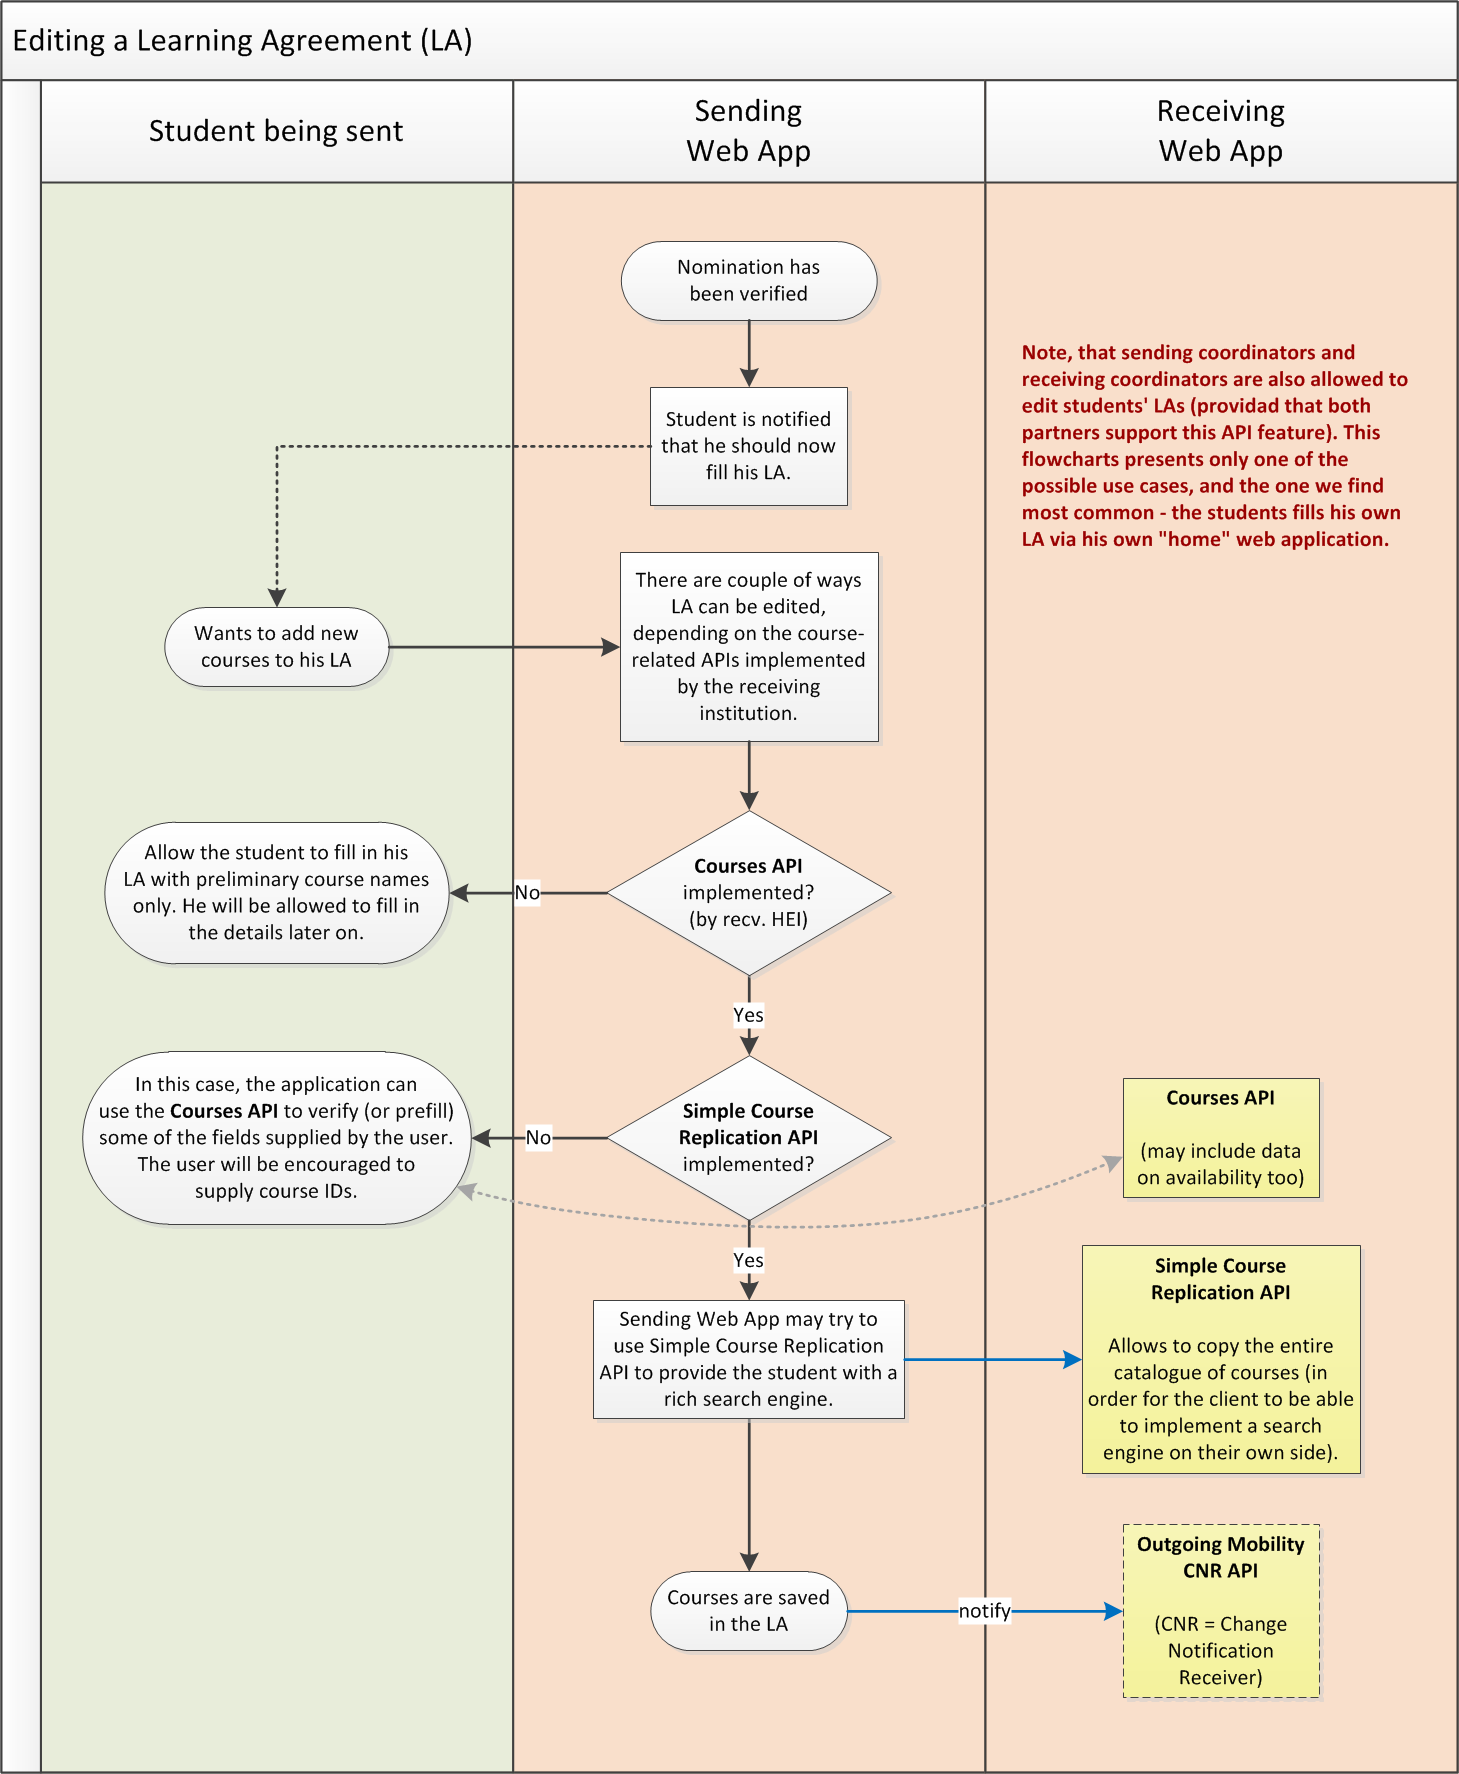 Editing a Learning Agreement (LA)
Student being sent
Sending
Web App
Receiving
Web App
Nomination has
been verified
Note, that sending coordinators and
receiving coordinators are also allowed to
edit students' LAs (providad that both
partners support this API feature). This
flowcharts presents only one of the
possible use cases, and the one we find
most common - the students fills his own
LA via his own "home" web application.
Student is notified
that he should now
fill his LA.
Wants to add new
courses to his LA
There are couple of ways
LA can be edited,
depending on the course-
related APIs implemented
by the receiving
institution.
Courses API
implemented?
(by recv. HEI)
No
Allow the student to fill in his
LA with preliminary course names
only. He will be allowed to fill in
the details later on.
Yes
Simple Course
Replication API
implemented?
No
In this case, the application can
use the Courses API to verify (or prefill)
some of the fields supplied by the user.
The user will be encouraged to
supply course IDs.
Courses API
(may include data
on availability too)
Yes
Sending Web App may try to
use Simple Course Replication
API to provide the student with a
rich search engine.
Simple Course
Replication API
Allows to copy the entire
catalogue of courses (in
order for the client to be able
to implement a search
engine on their own side).
Courses are saved
in the LA
notify
Outgoing Mobility
CNR API
(CNR = Change
Notification
Receiver)